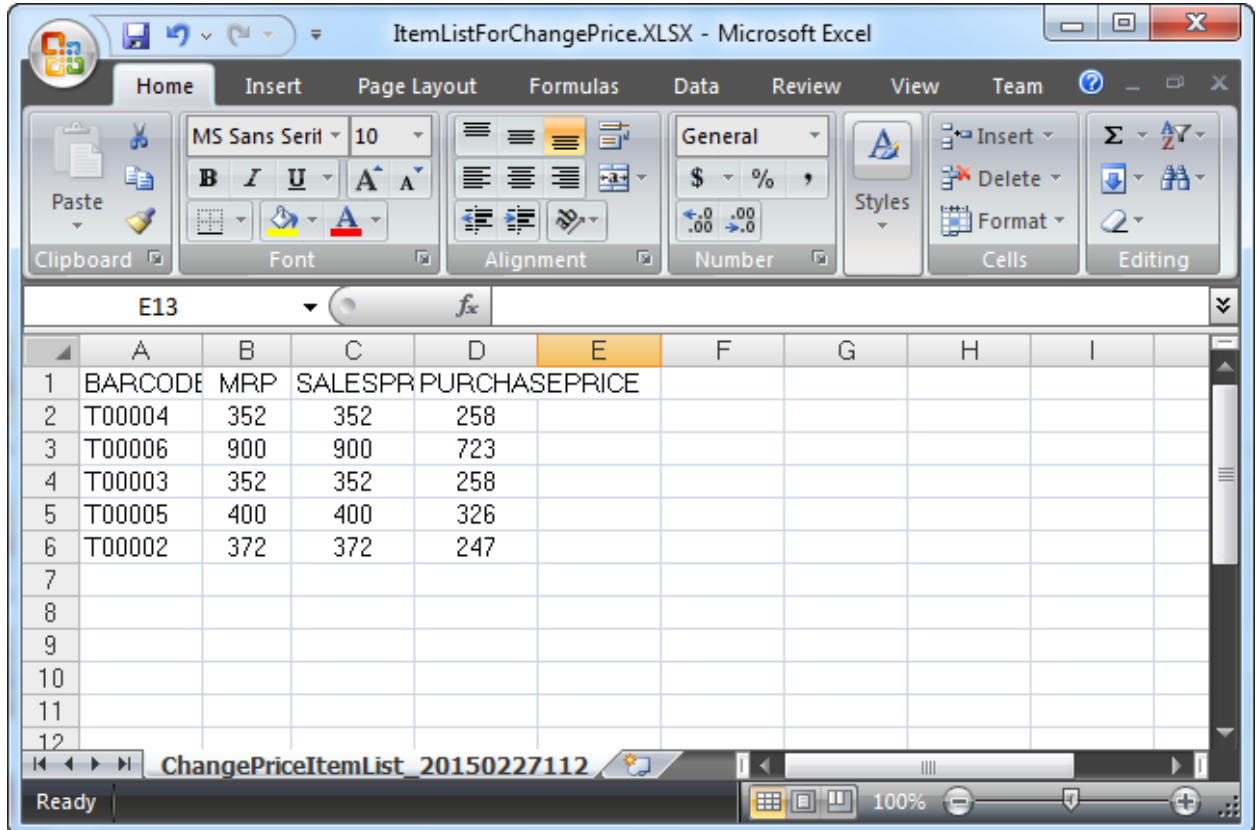 ItemListForChangePrice.XLSX - Microsoft Excel
Home Insert Page Layout Formulas Data Review View Team
MS Sans Serif 10 General Insert Σ
Paste B I U A A $ % , Styles Delete
Format
Clipboard Font Alignment Number Cells Editing
E13 fx
A B C D E F G H I
1 BARCODE MRP SALESPR PURCHASEPRICE
2 T00004 352 352 258
3 T00006 900 900 723
4 T00003 352 352 258
5 T00005 400 400 326
6 T00002 372 372 247
7
8
9
10
11
12
ChangePriceItemList_20150227112
Ready 100%